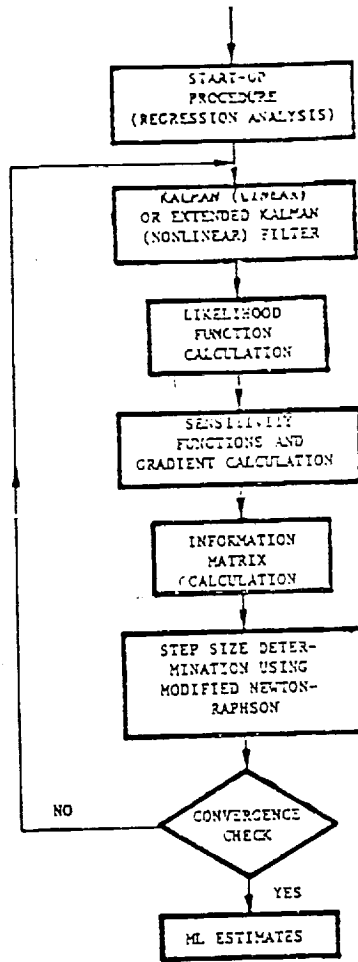 START-UP
PROCEDURE
(REGRESSION ANALYSIS)
KALMAN (LINEAR)
OR EXTENDED KALMAN
(NONLINEAR) FILTER
LIKELIHOOD
FUNCTION
CALCULATION
SENSITIVITY
FUNCTIONS AND
GRADIENT CALCULATION
INFORMATION
MATRIX
CALCULATION
STEP SIZE DETER-
MINATION USING
MODIFIED NEWTON-
RAPHSON
NO
CONVERGENCE
CHECK
YES
ML ESTIMATES